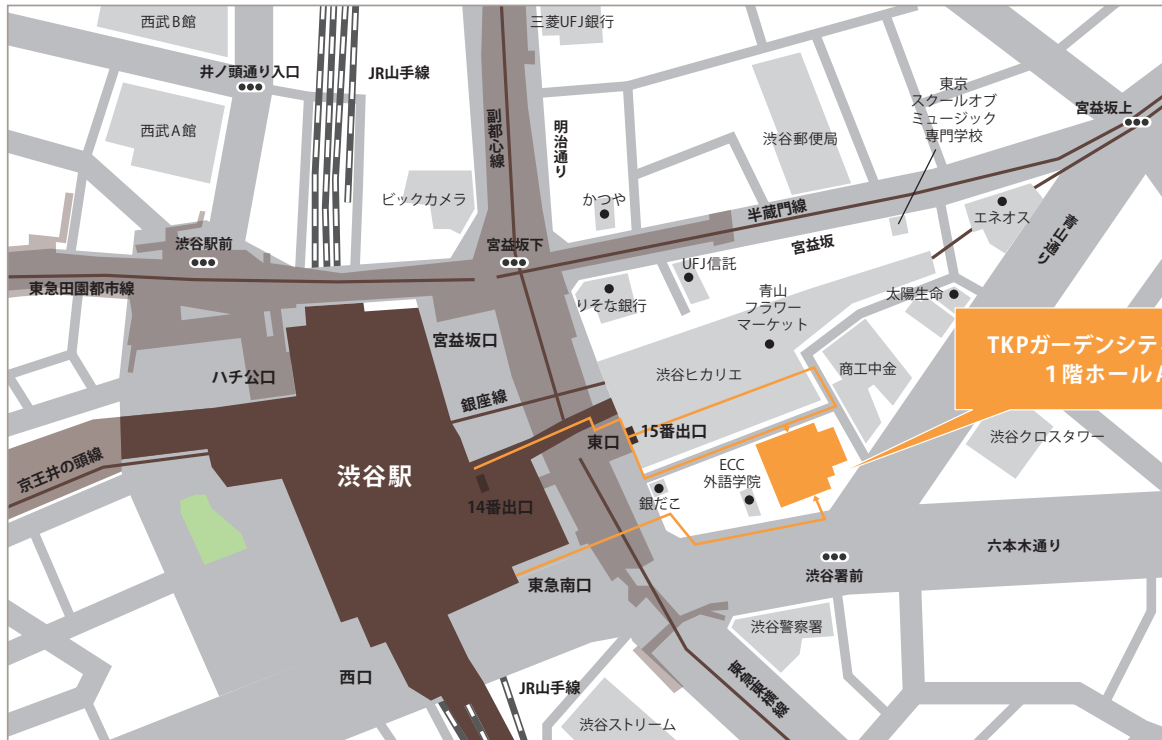 西武B館
三菱UFJ銀行
井ノ頭通り入口
JR山手線
東京
スクールオブ
ミュージック
専門学校
宮益坂上
副都心線
明治通り
渋谷郵便局
西武A館
ビックカメラ
かつや
半蔵門線
エネオス
青山通り
渋谷駅前
宮益坂下
宮益坂
UFJ信託
東急田園都市線
りそな銀行
青山
フラワー
マーケット
太陽生命
宮益坂口
TKPガーデンシテ
1階ホール
ハチ公口
渋谷ヒカリエ
商工中金
銀座線
15番出口
東口
渋谷クロスタワー
京王井の頭線
渋谷駅
ECC
外語学院
14番出口
銀だこ
六本木通り
東急南口
渋谷署前
渋谷警察署
西口
JR山手線
東急東横線
渋谷ストリーム